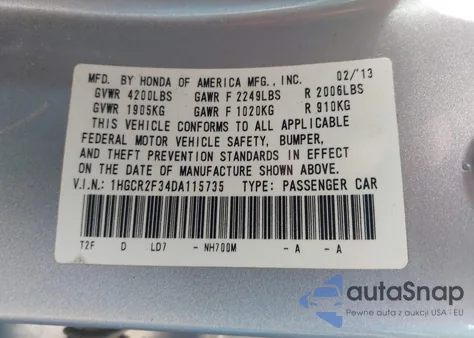 MFD. BY HONDA OF AMERICA MFG., INC. 02/'13
GVWR 4200LBS GAWR F 2249LBS R 2006LBS
GVWR 1905KG GAWR F 1020KG R 910KG
THIS VEHICLE CONFORMS TO ALL APPLICABLE
FEDERAL MOTOR VEHICLE SAFETY, BUMPER,
AND THEFT PREVENTION STANDARDS IN EFFECT
ON THE DATE OF MANUFACTURE SHOWN ABOVE.
V.I.N.: 1HGCR2F34DA115735 TYPE: PASSENGER CAR
T2F D LD7 - NH700M - A - A
autoSnap
Pewne auta z USA i EU